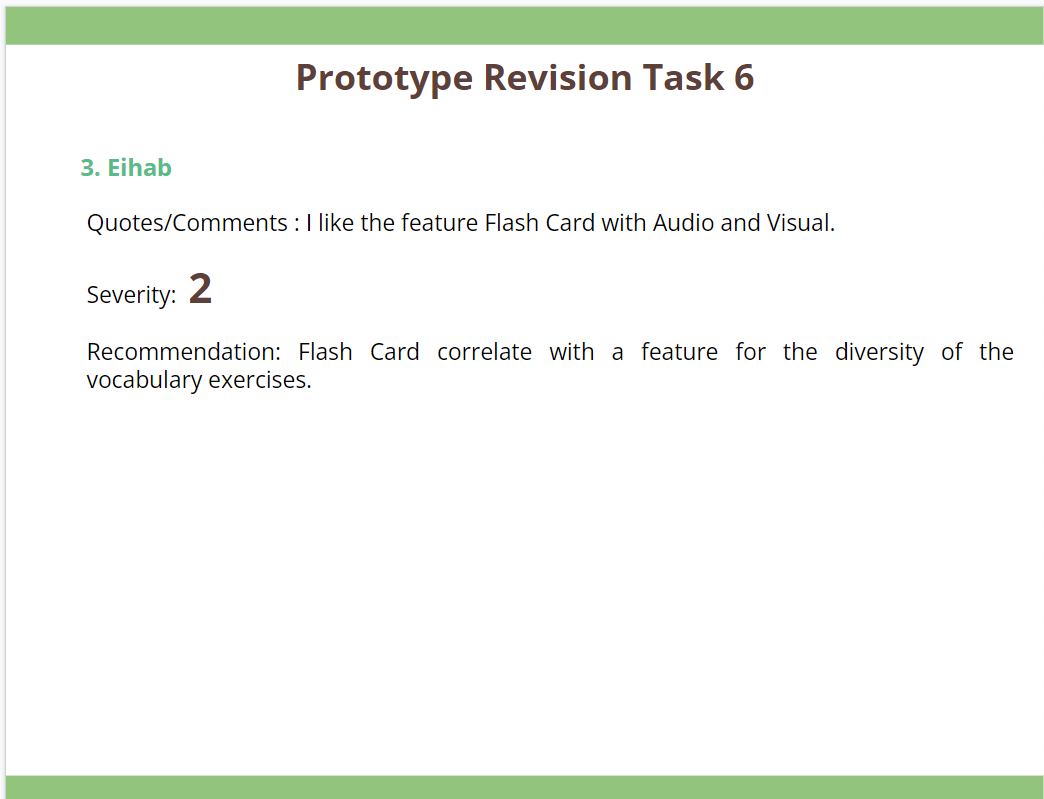 Prototype Revision Task 6
3. Eihab
Quotes/Comments : I like the feature Flash Card with Audio and Visual.
Severity: 2
Recommendation: Flash Card correlate with a feature for the diversity of the
vocabulary exercises.